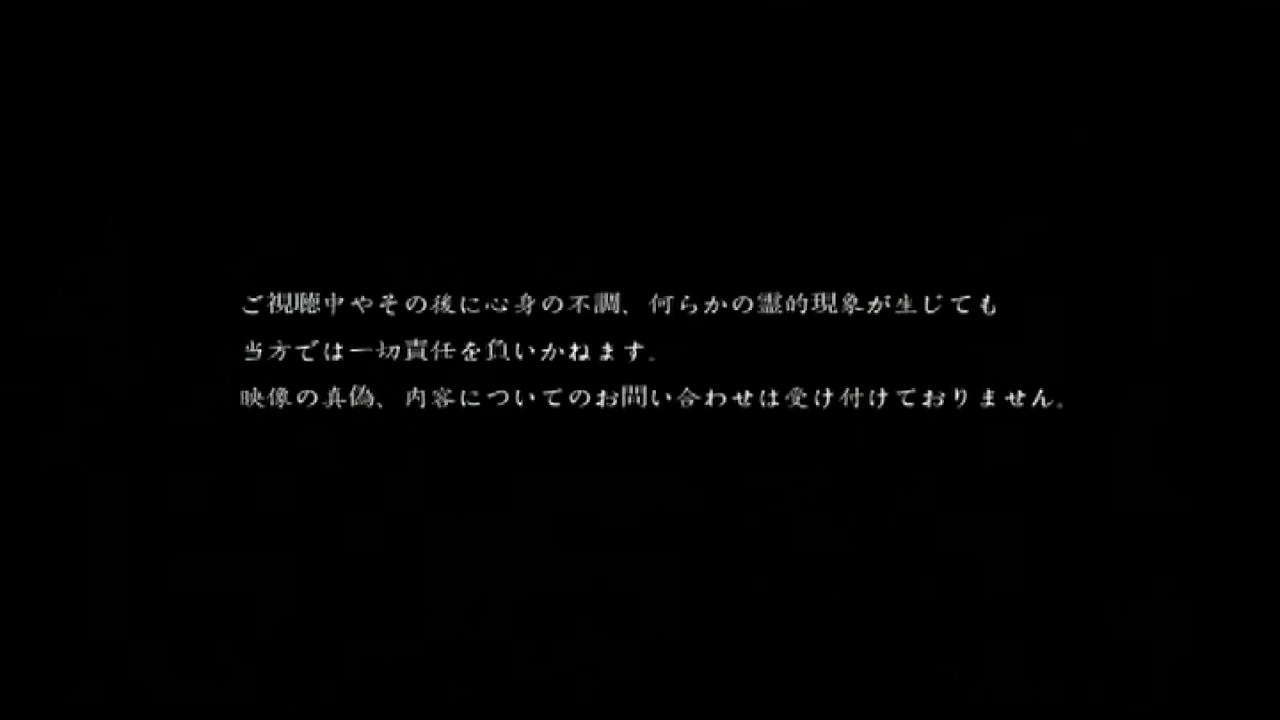 ご視聴中やその後に心身の不調、何らかの霊的現象が生じても
当方では一切責任を負いかねます。
映像の真偽、内容についてのお問い合わせは受け付けておりません。